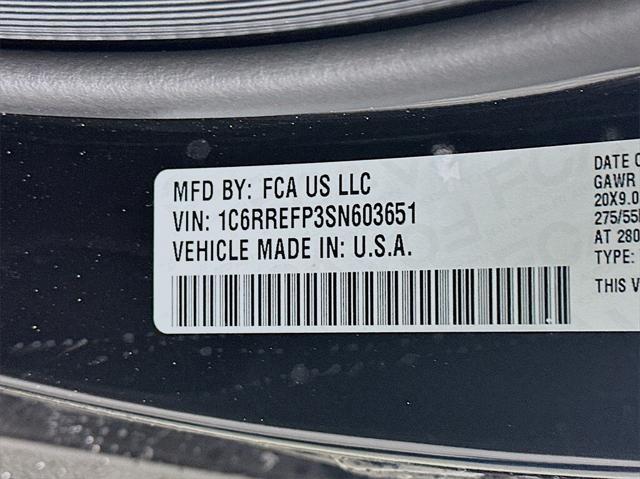 MFD BY: FCA US LLC
VIN: 1C6RREFP3SN603651
VEHICLE MADE IN: U.S.A.
DATE O
GAWR
20X9.0
275/55
AT 280
TYPE:
THIS V